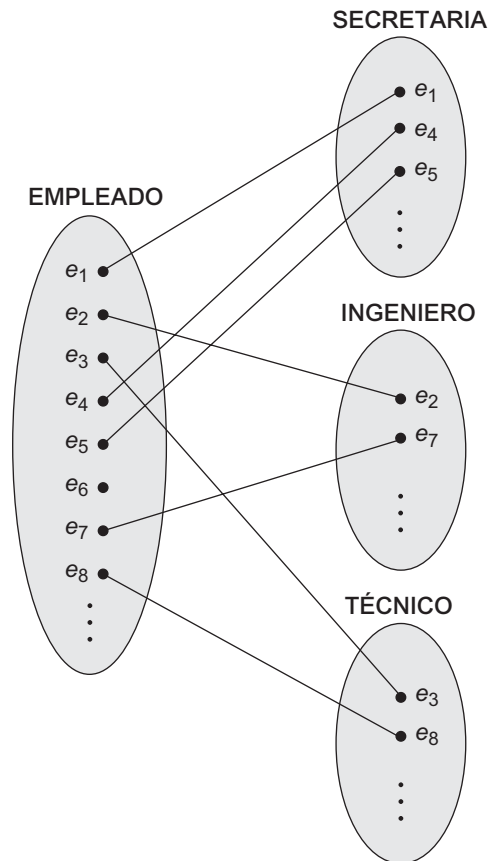 SECRETARIA
e1
e4
e5
EMPLEADO
e1
e2
e3
e4
e5
e6
e7
e8
INGENIERO
e2
e7
TÉCNICO
e3
e8